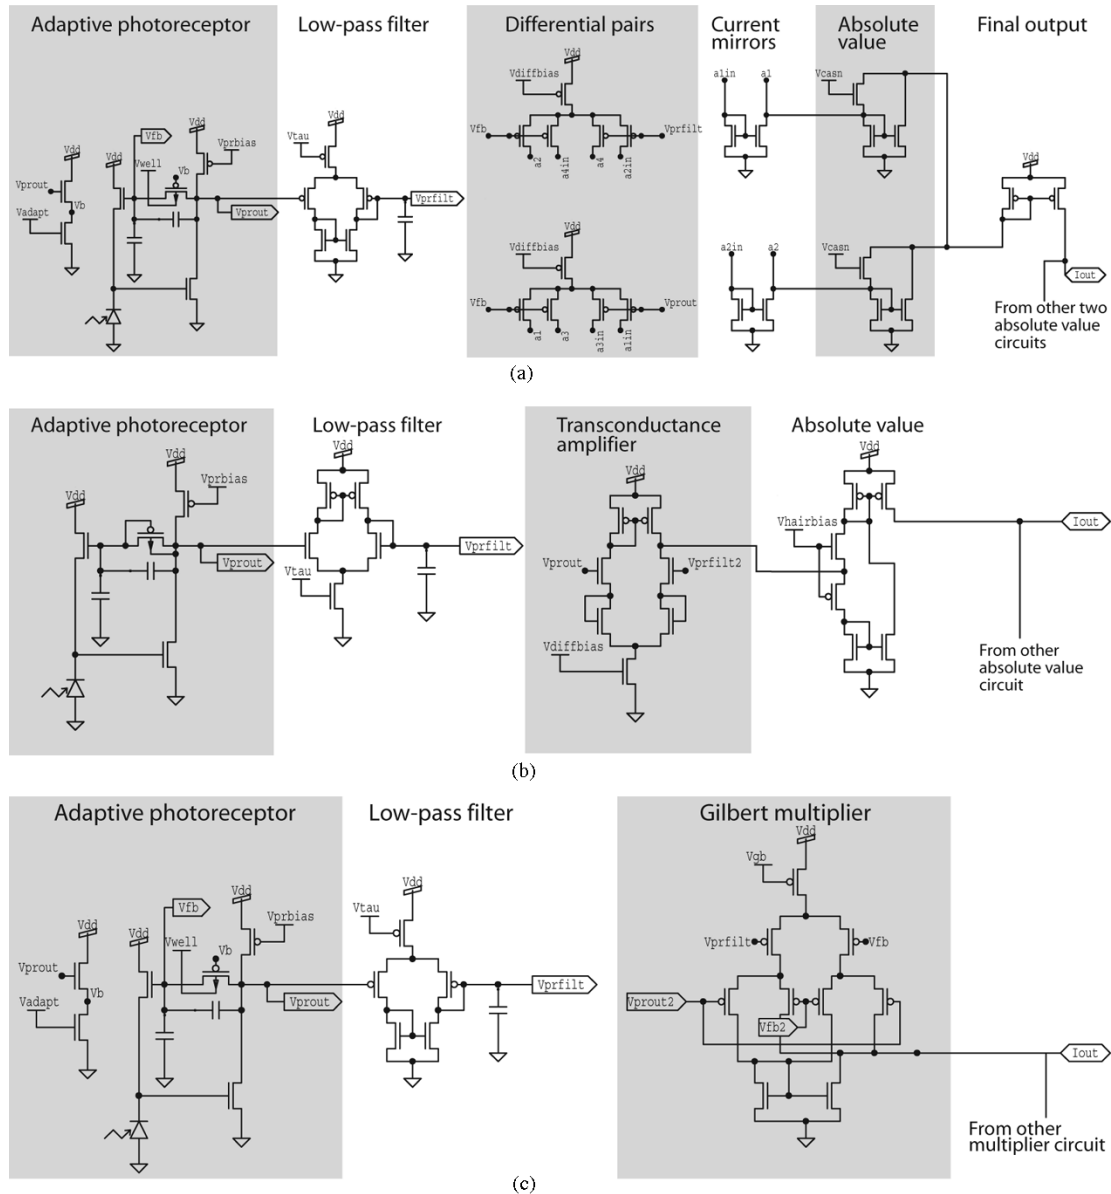 Adaptive photoreceptor Low-pass filter Differential pairs Current mirrors Absolute value Final output
Vdd
Vdiffbias
a1in a1
Vcasn
Vdd
Vdd
Vtau
Vfb
Vfb Vprfilt
Vdd Vdd Vprbias
Vwell Vb
a2 a4in a4 a2in
Vdd
Vprout
Vb
Vadapt
Vprout
Vprfilt
Vdd
Vdiffbias
a2in a2
Vcasn
Iout
Vfb Vprout
a1 a3 a3in a1in
From other two
absolute value
circuits
(a)
Adaptive photoreceptor Low-pass filter Transconductance amplifier Absolute value
Vdd
Vdd
Vdd
Vdd
Vdd
Vprbias
Vhairbias
Iout
Vprout
Vprfilt
Vprout Vprfilt2
Vtau
Vdiffbias
From other
absolute value
circuit
(b)
Adaptive photoreceptor Low-pass filter Gilbert multiplier
Vdd
Vgb
Vdd
Vdd
Vfb
Vtau
Vprbias
Vdd Vdd
Vwell Vb
Vprfilt Vfb
Vprout
Vb
Vadapt
Vprout
Vprfilt
Vprout2
Vfb2
Iout
From other
multiplier circuit
(c)